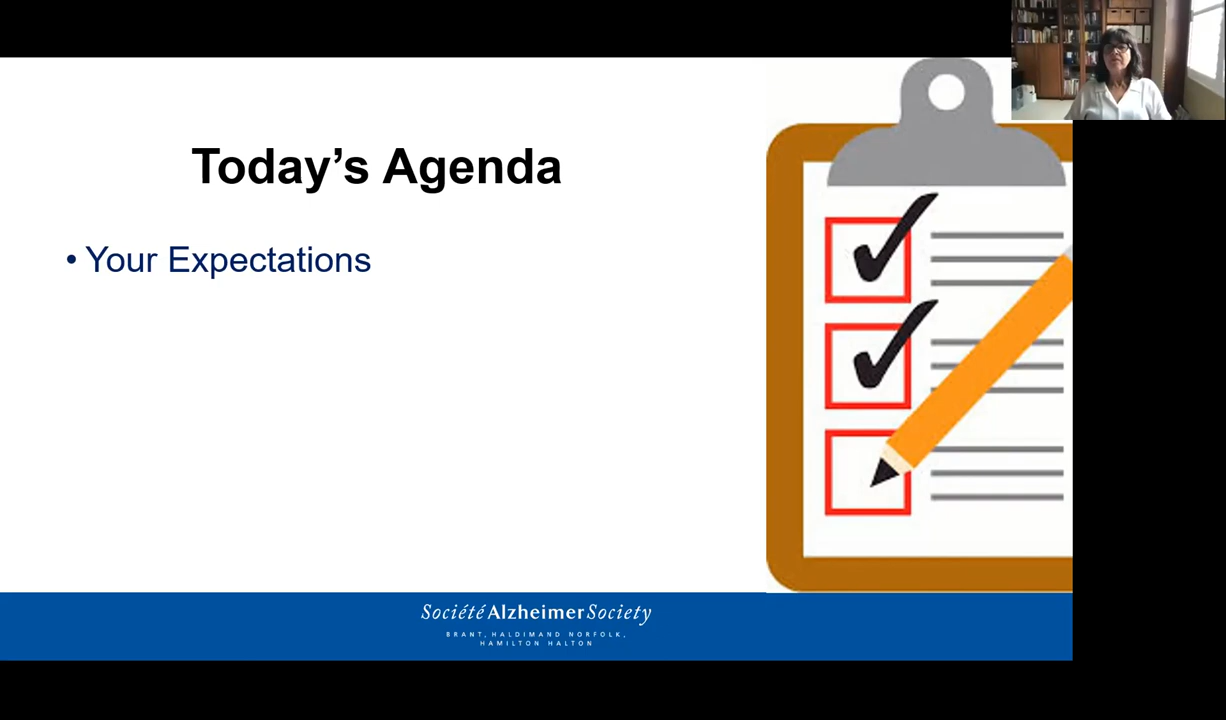 Today’s Agenda
• Your Expectations
Société Alzheimer Society
BRANT, HALDIMAND NORFOLK,
HAMILTON HALTON